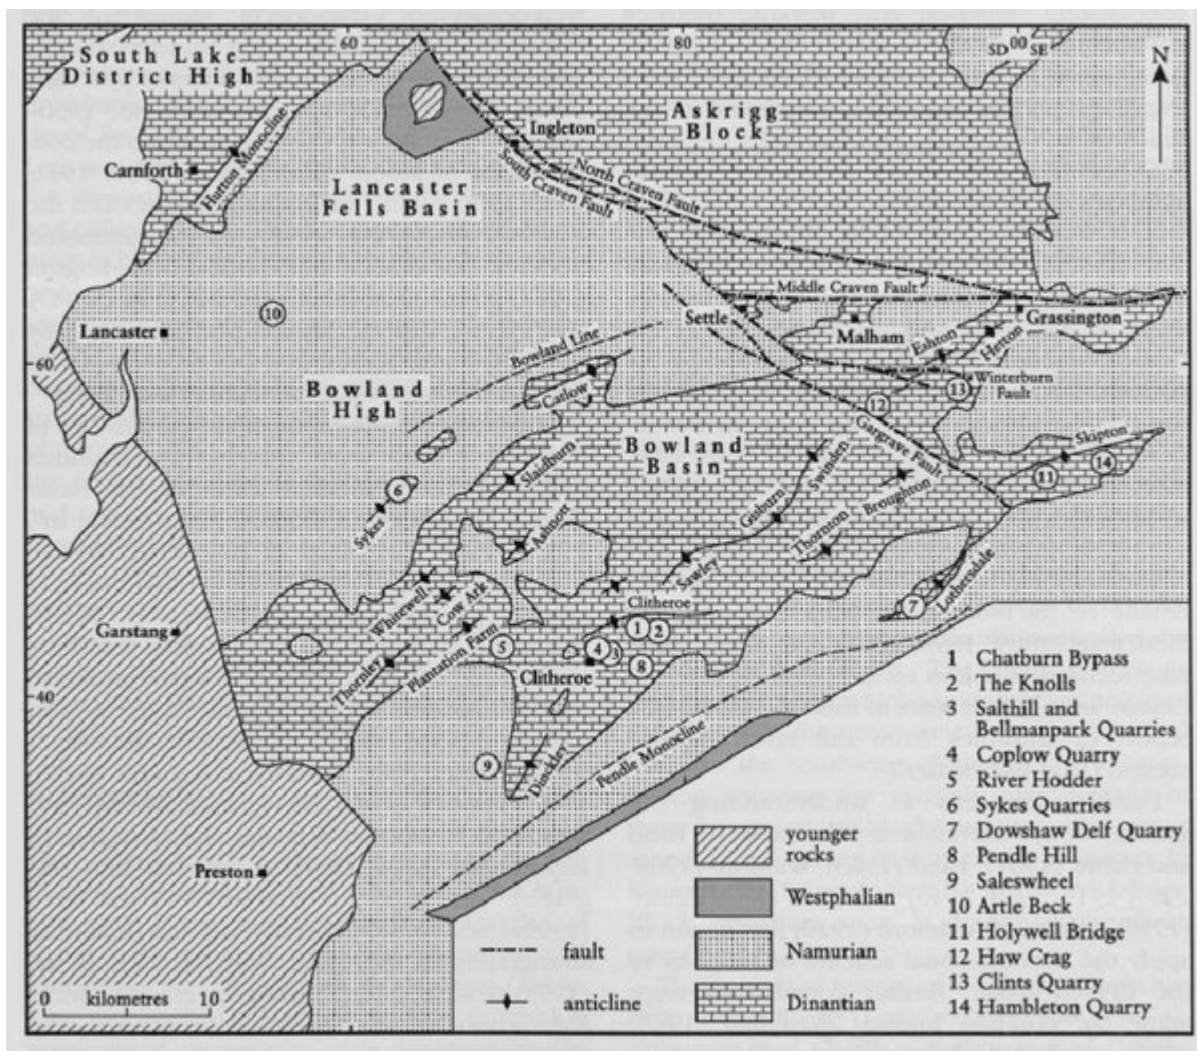 60
80
SD 00 SE
N
South Lake
District High
Askrigg
Block
Ingleton
Hutton Monocline
Carnforth
North Craven Fault
South Craven Fault
Lancaster
Fells Basin
Middle Craven Fault
10
Settle
Grassington
Lancaster
Malham
Eshton
Hetton
Bowland Line
60
Winterburn
Fault
Bowland
High
Catlow
13
12
Bowland
Basin
Gargrave Fault
Skipton
Slaidburn
Swinden
14
11
6
Broughton
Gisburn
Sykes
Ashnott
Thornton
Sawley
Lothersdale
Whitewell
Cow Ark
Clitheroe
7
Garstang
1
2
Plantation Farm
5
4
3
8
Thornley
Clitheroe
40
Pendle Monocline
9
Dinckley
Preston
younger
rocks
Westphalian
fault
Namurian
anticline
Dinantian
0 kilometres 10
1 Chatburn Bypass
2 The Knolls
3 Salthill and
Bellmanpark Quarries
4 Coplow Quarry
5 River Hodder
6 Sykes Quarries
7 Dowshaw Delf Quarry
8 Pendle Hill
9 Saleswheel
10 Artle Beck
11 Holywell Bridge
12 Haw Crag
13 Clints Quarry
14 Hambleton Quarry